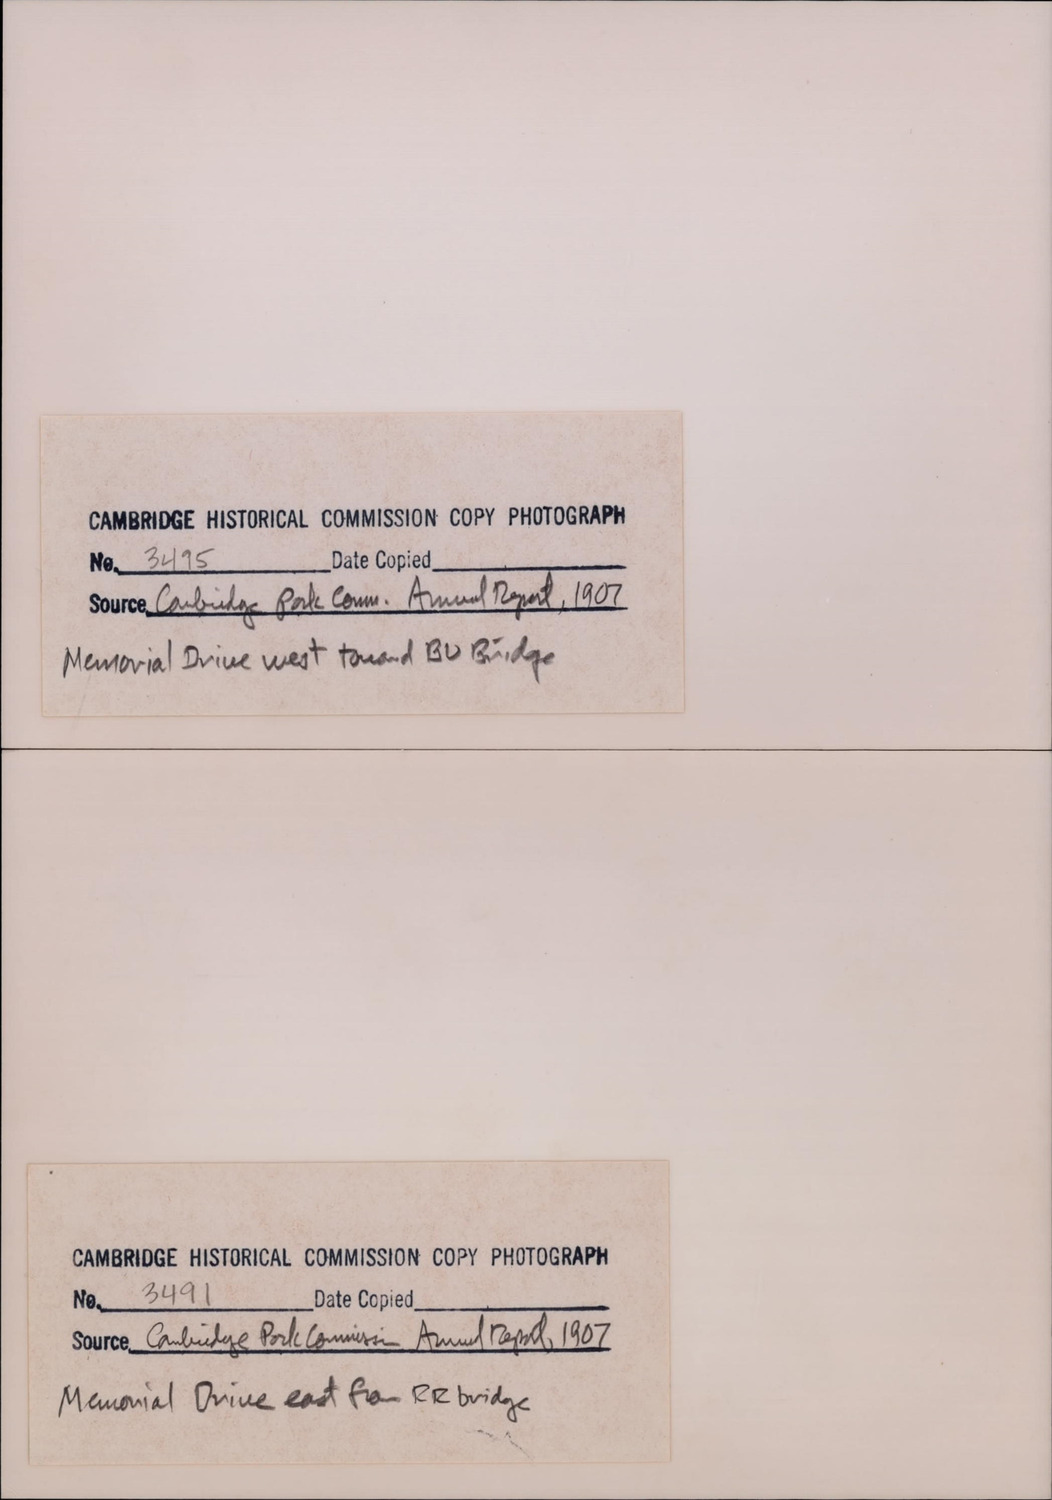 CAMBRIDGE HISTORICAL COMMISSION COPY PHOTOGRAPH
No. 3495 Date Copied
Source Cambridge Park Comm. Annual Report, 1907
Memorial Drive west toward BU Bridge
CAMBRIDGE HISTORICAL COMMISSION COPY PHOTOGRAPH
No. 3491 Date Copied
Source Cambridge Park Commission Annual Report, 1907
Memorial Drive east from RR bridge